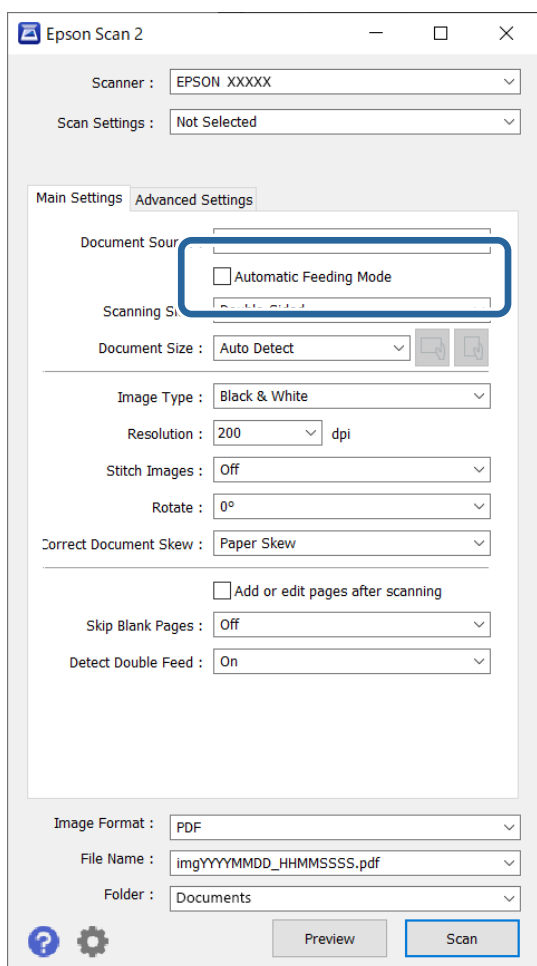 Epson Scan 2
Scanner : EPSON XXXXX
Scan Settings : Not Selected
Main Settings Advanced Settings
Document
Automatic Feeding Mode
Scanning
Document Size : Auto Detect
Image Type : Black & White
Resolution : 200 dpi
Stitch Images : Off
Rotate : 0°
Correct Document Skew : Paper Skew
Add or edit pages after scanning
Skip Blank Pages : Off
Detect Double Feed : On
Image Format : PDF
File Name : imgYYYYMMDD_HHMMSSSS.pdf
Folder : Documents
? Preview Scan